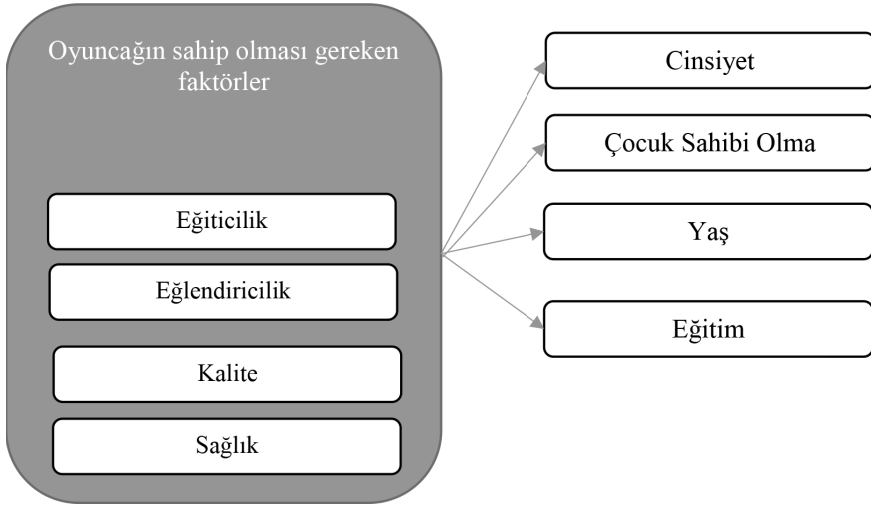 Oyuncağın sahip olması gereken
faktörler
Eğiticilik
Eğlendiricilik
Kalite
Sağlık
Cinsiyet
Çocuk Sahibi Olma
Yaş
Eğitim